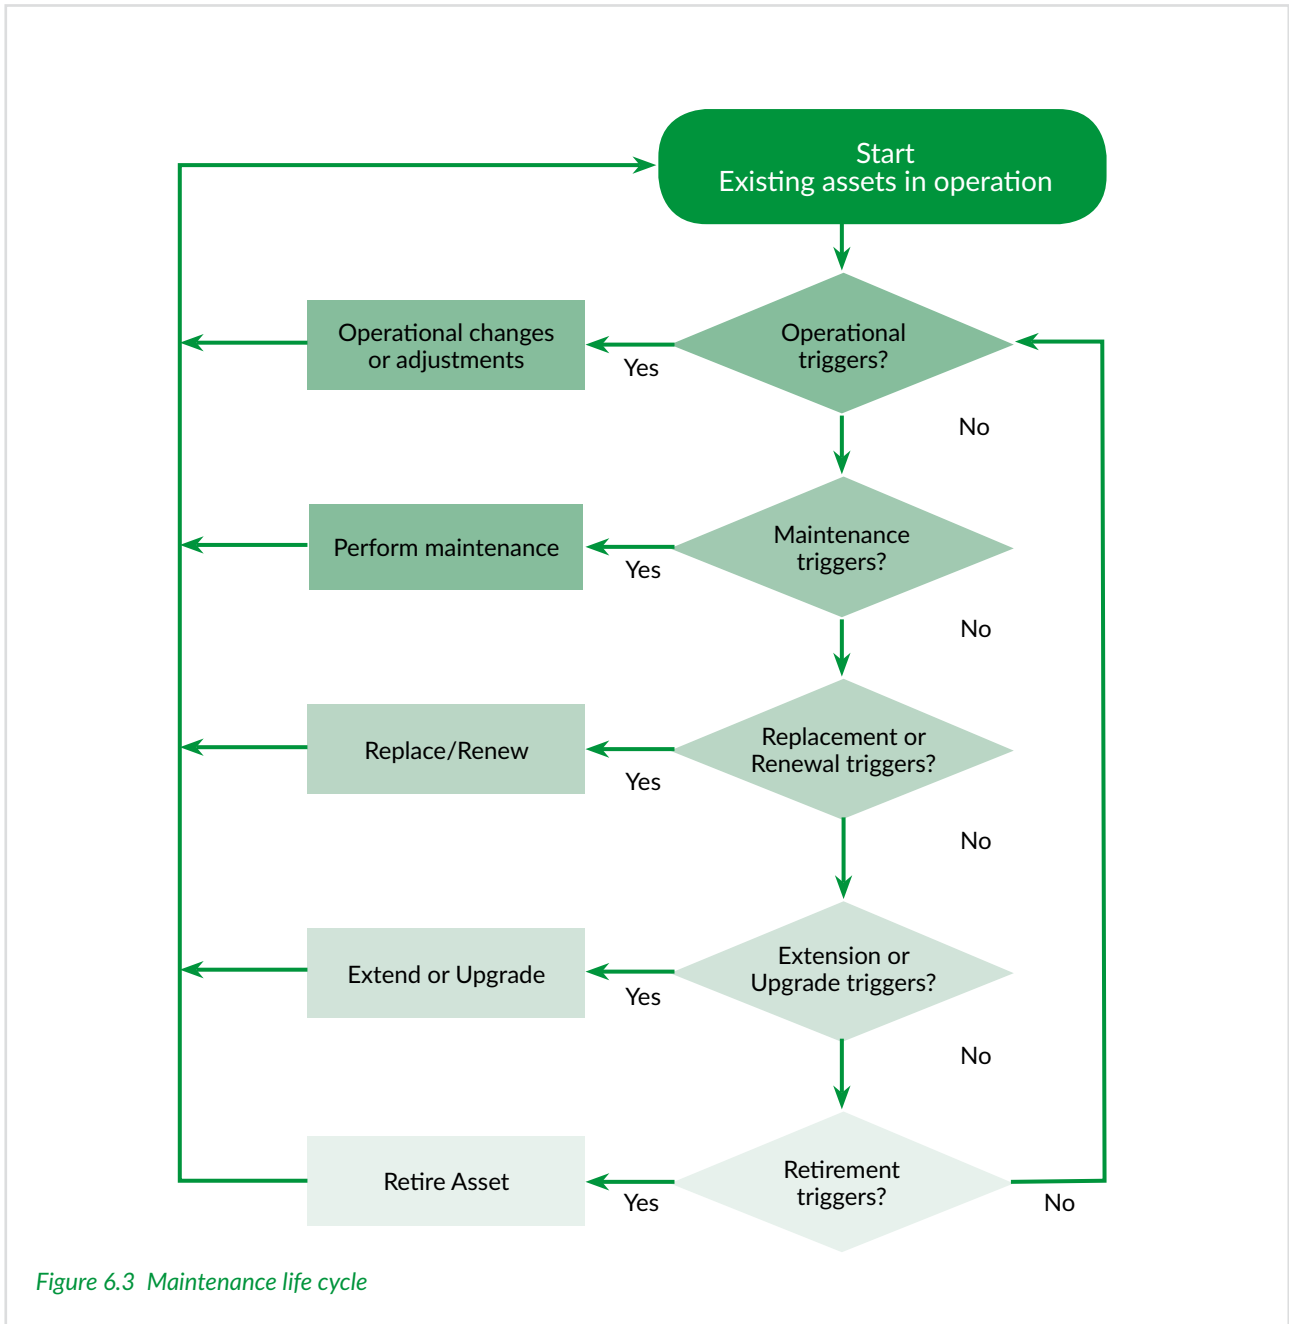 Start
Existing assets in operation
Operational changes
or adjustments
Yes
Operational
triggers?
No
Perform maintenance
Yes
Maintenance
triggers?
No
Replace/Renew
Yes
Replacement or
Renewal triggers?
No
Extend or Upgrade
Yes
Extension or
Upgrade triggers?
No
Retire Asset
Yes
Retirement
triggers?
No
Figure 6.3 Maintenance life cycle